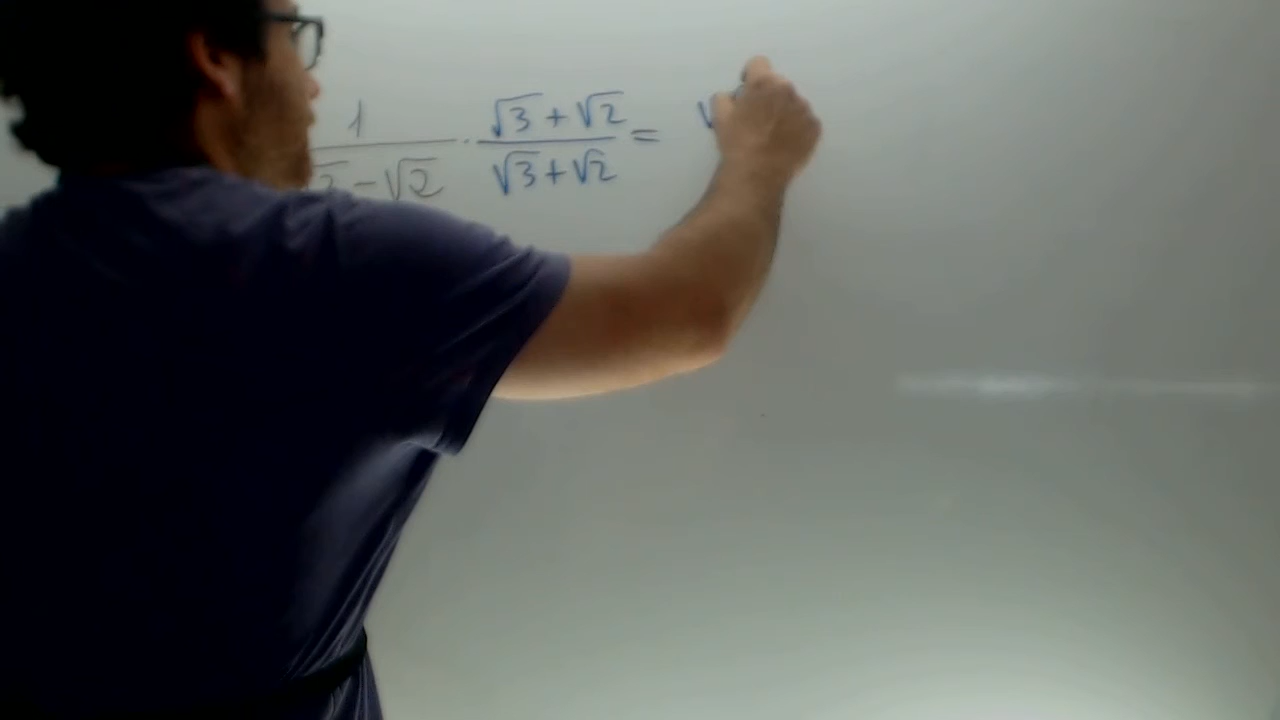 1/(√3-√2) · (√3+√2)/(√3+√2) = √